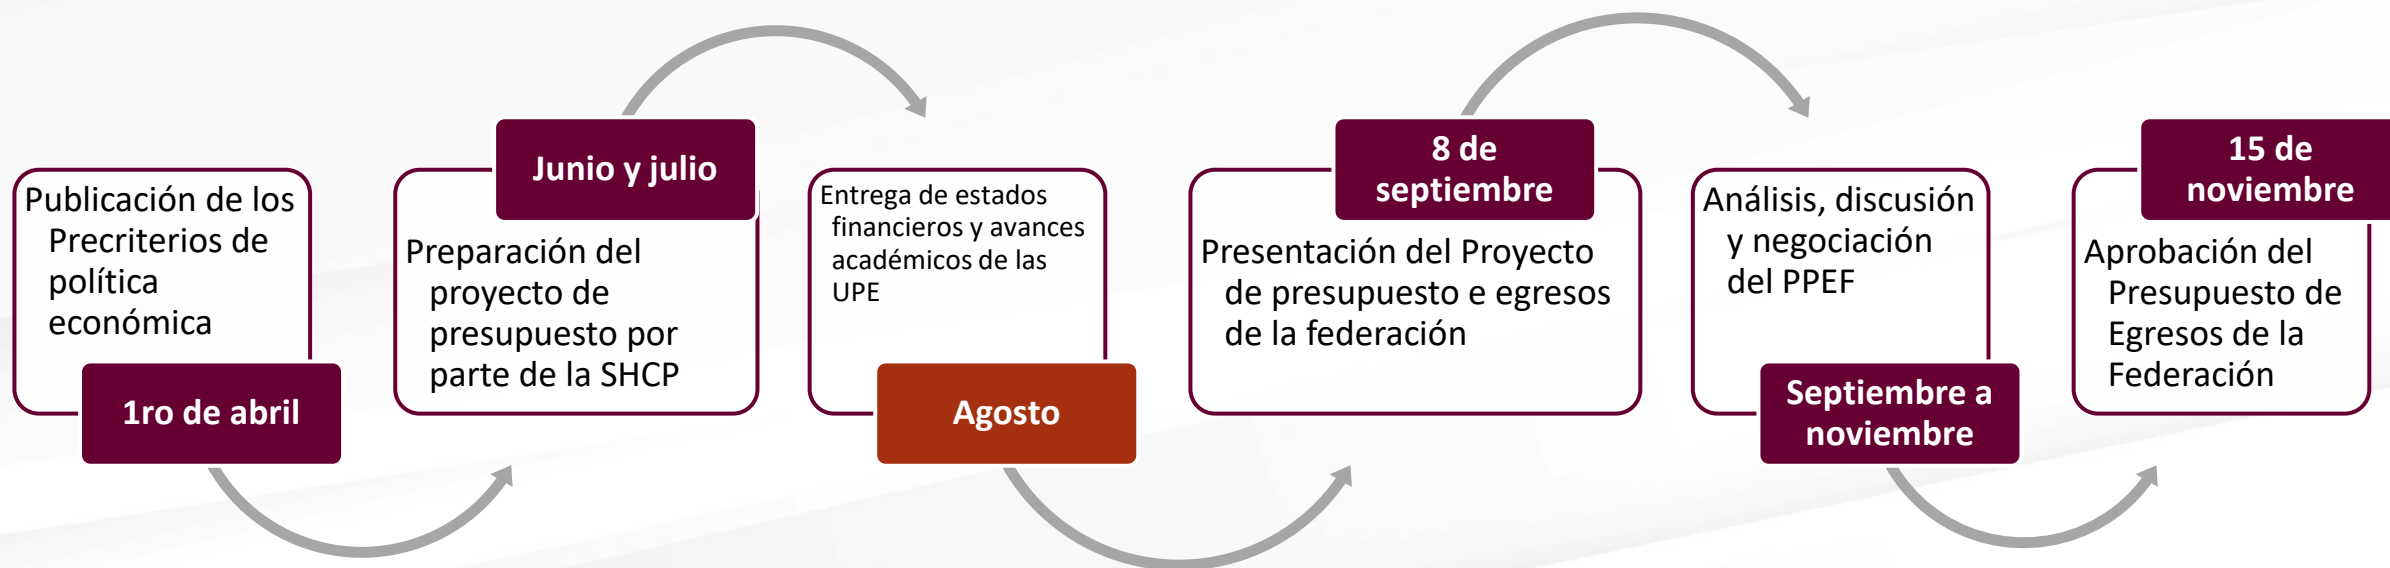 Publicación de los
Precriterios de
política
económica
1ro de abril
Junio y julio
Preparación del
proyecto de
presupuesto por
parte de la SHCP
Entrega de estados
financieros y avances
académicos de las
UPE
Agosto
8 de
septiembre
Presentación del Proyecto
de presupuesto e egresos
de la federación
Análisis, discusión
y negociación
del PPEF
Septiembre a
noviembre
15 de
noviembre
Aprobación del
Presupuesto de
Egresos de la
Federación